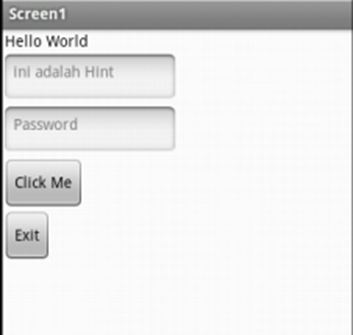 Screen1
Hello World
ini adalah Hint
Password
Click Me
Exit